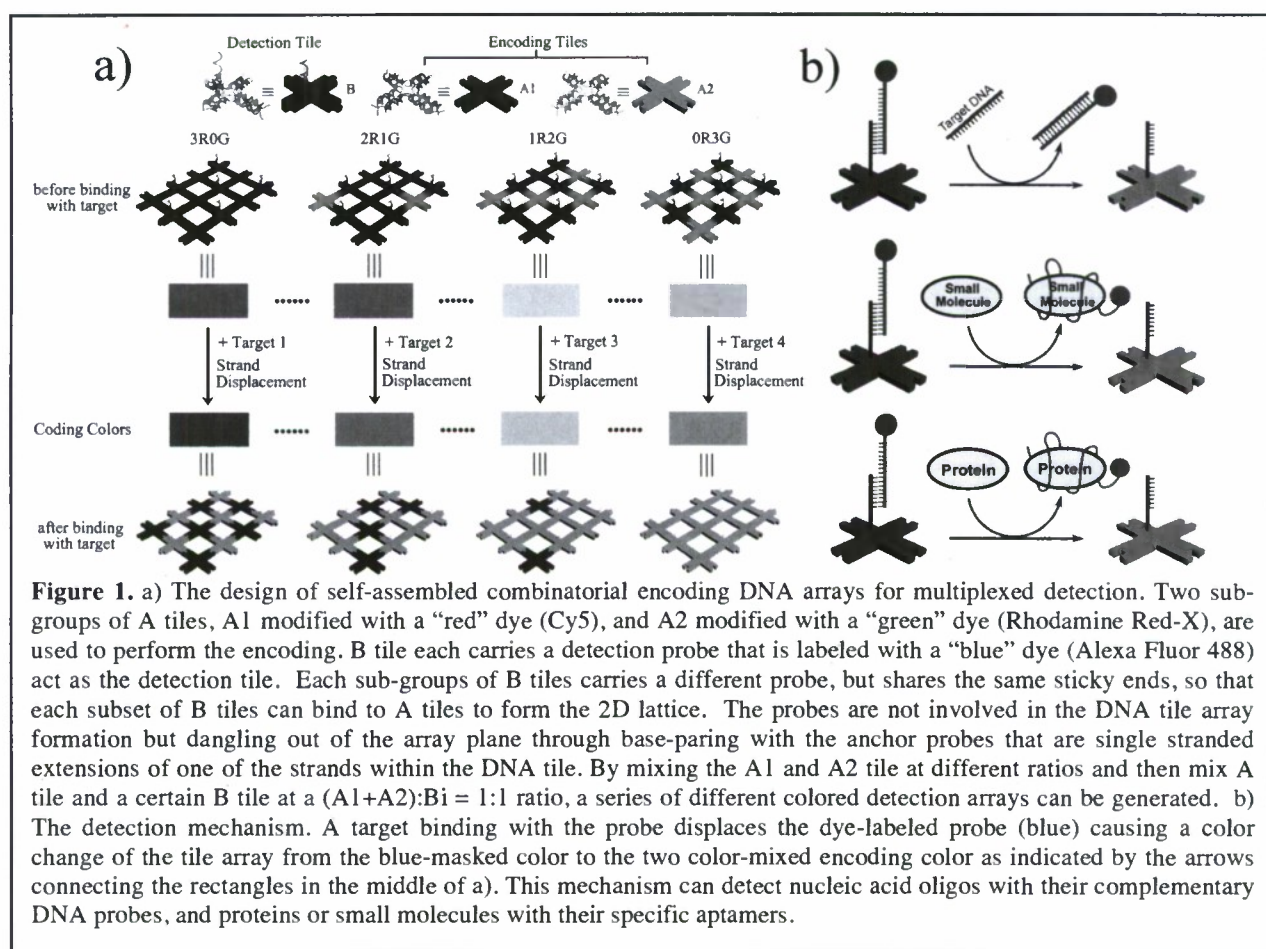 a)
Detection Tile
Encoding Tiles
≡ B
≡ A1
≡ A2
3R0G 2R1G 1R2G 0R3G
before binding
with target
+ Target 1
Strand
Displacement
+ Target 2
Strand
Displacement
+ Target 3
Strand
Displacement
+ Target 4
Strand
Displacement
Coding Colors
after binding
with target
b)
Target DNA
Small
Molecule
Small
Molecule
Protein
Protein
Figure 1. a) The design of self-assembled combinatorial encoding DNA arrays for multiplexed detection. Two sub-
groups of A tiles, A1 modified with a “red” dye (Cy5), and A2 modified with a “green” dye (Rhodamine Red-X), are
used to perform the encoding. B tile each carries a detection probe that is labeled with a “blue” dye (Alexa Fluor 488)
act as the detection tile. Each sub-groups of B tiles carries a different probe, but shares the same sticky ends, so that
each subset of B tiles can bind to A tiles to form the 2D lattice. The probes are not involved in the DNA tile array
formation but dangling out of the array plane through base-paring with the anchor probes that are single stranded
extensions of one of the strands within the DNA tile. By mixing the A1 and A2 tile at different ratios and then mix A
tile and a certain B tile at a (A1+A2):Bi = 1:1 ratio, a series of different colored detection arrays can be generated. b)
The detection mechanism. A target binding with the probe displaces the dye-labeled probe (blue) causing a color
change of the tile array from the blue-masked color to the two color-mixed encoding color as indicated by the arrows
connecting the rectangles in the middle of a). This mechanism can detect nucleic acid oligos with their complementary
DNA probes, and proteins or small molecules with their specific aptamers.